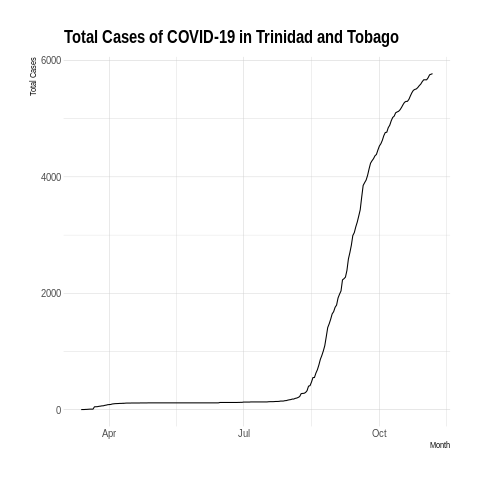 Total Cases of COVID-19 in Trinidad and Tobago
Total Cases
6000
4000
2000
0
Apr
Jul
Oct
Month